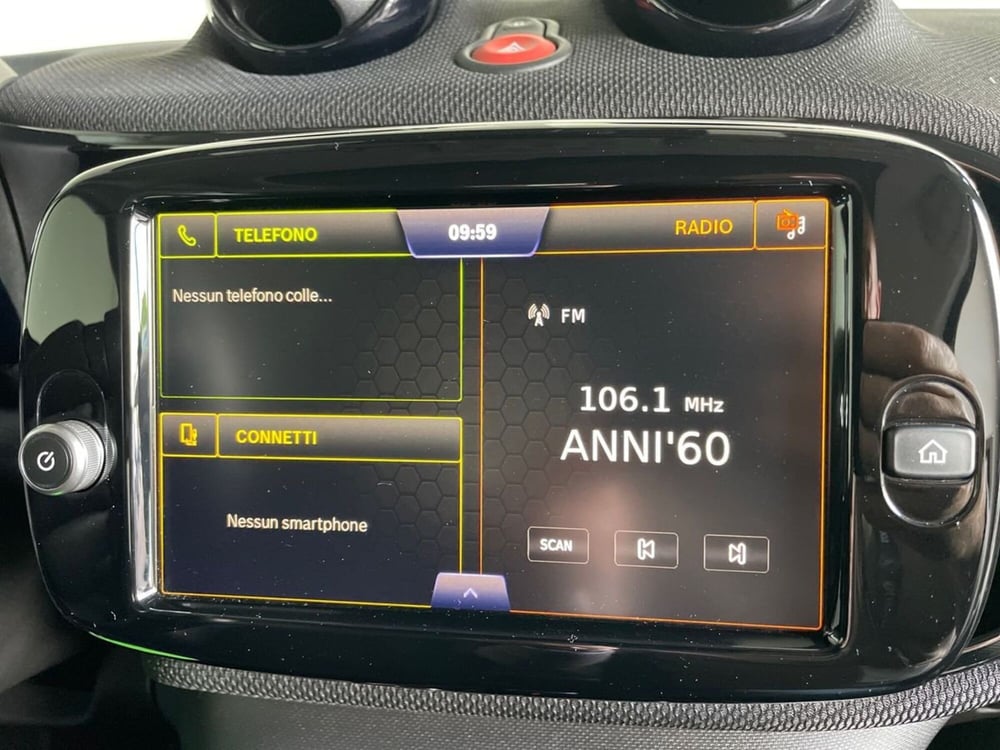 TELEFONO
09:59
RADIO
Nessun telefono colle...
FM
106.1 MHz
ANNI'60
CONNETTI
Nessun smartphone
SCAN